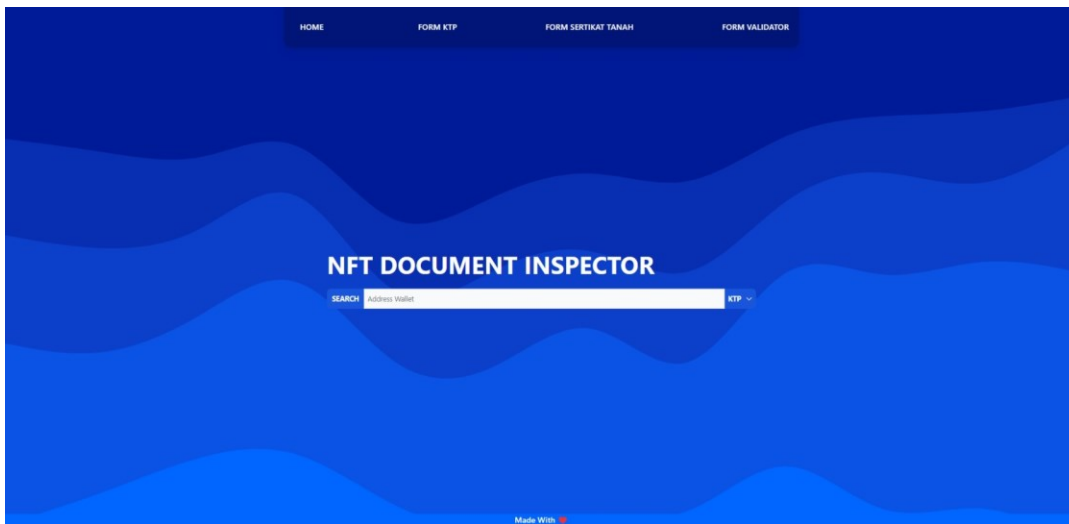 HOME FORM KTP FORM SERTIKAT TANAH FORM VALIDATOR
NFT DOCUMENT INSPECTOR
SEARCH Address Wallet KTP
Made With ❤